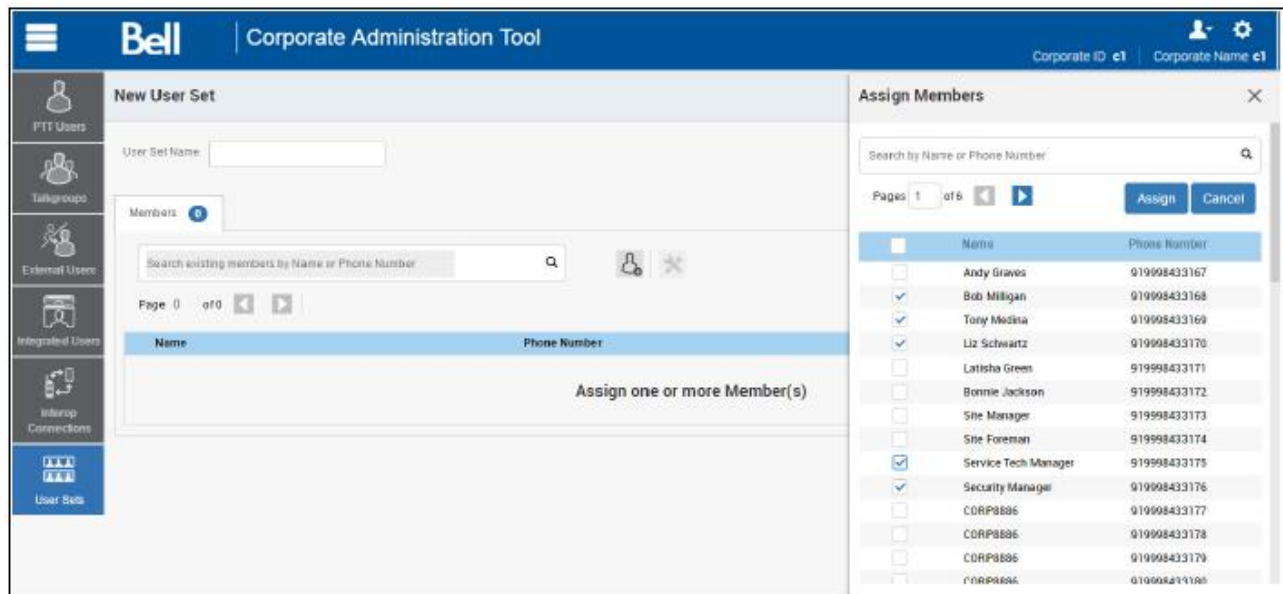 Bell
Corporate Administration Tool
Corporate ID c1
Corporate Name c1
PTT Users
Talkgroups
External Users
Integrated Users
Interop
Connections
User Sets
New User Set
User Set Name
Members 0
Search existing members by Name or Phone Number
Page 0 of 0
Name Phone Number
Assign one or more Member(s)
Assign Members
Search by Name or Phone Number
Pages 1 of 6
Assign Cancel
Name Phone Number
Andy Graves 919998433167
Bob Milligan 919998433168
Tony Medina 919998433169
Liz Schwartz 919998433170
Latisha Green 919998433171
Bonnie Jackson 919998433172
Site Manager 919998433173
Site Foreman 919998433174
Service Tech Manager 919998433175
Security Manager 919998433176
CORP8886 919998433177
CORP8886 919998433178
CORP8886 919998433179
CORP8886 919998433180